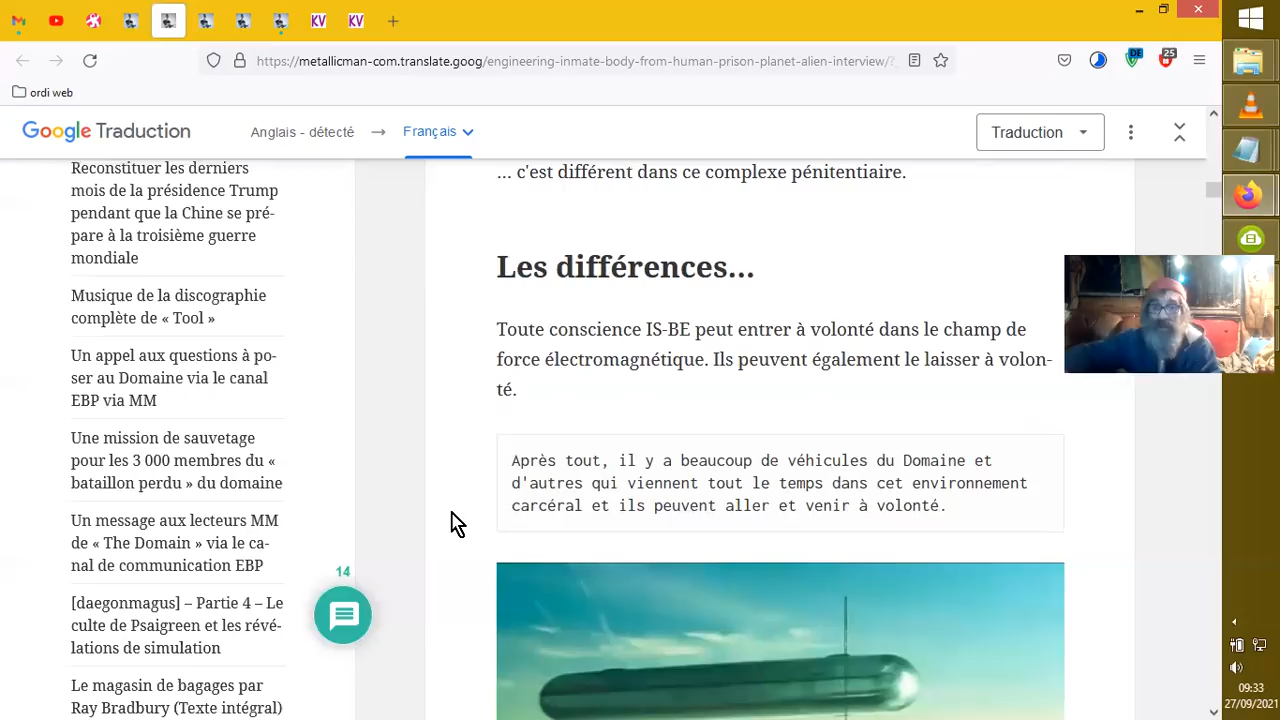 KV
KV
https://metallicman-com.translate.goog/engineering-inmate-body-from-human-prison-planet-alien-interview/?_
DE
25
ordi web
Google Traduction
Anglais - détecté
Français
Traduction
Reconstituer les derniers
mois de la présidence Trump
pendant que la Chine se pré-
pare à la troisième guerre
mondiale
Musique de la discographie
complète de « Tool »
Un appel aux questions à po-
ser au Domaine via le canal
EBP via MM
Une mission de sauvetage
pour les 3 000 membres du «
bataillon perdu » du domaine
Un message aux lecteurs MM
de « The Domain » via le ca-
nal de communication EBP
[daegonmagus] – Partie 4 – Le
culte de Psaigreen et les révé-
lations de simulation
Le magasin de bagages par
Ray Bradbury (Texte intégral)
14
… c'est différent dans ce complexe pénitentiaire.
Les différences…
Toute conscience IS-BE peut entrer à volonté dans le champ de
force électromagnétique. Ils peuvent également le laisser à volon-
té.
Après tout, il y a beaucoup de véhicules du Domaine et
d'autres qui viennent tout le temps dans cet environnement
carcéral et ils peuvent aller et venir à volonté.
09:33
27/09/2021